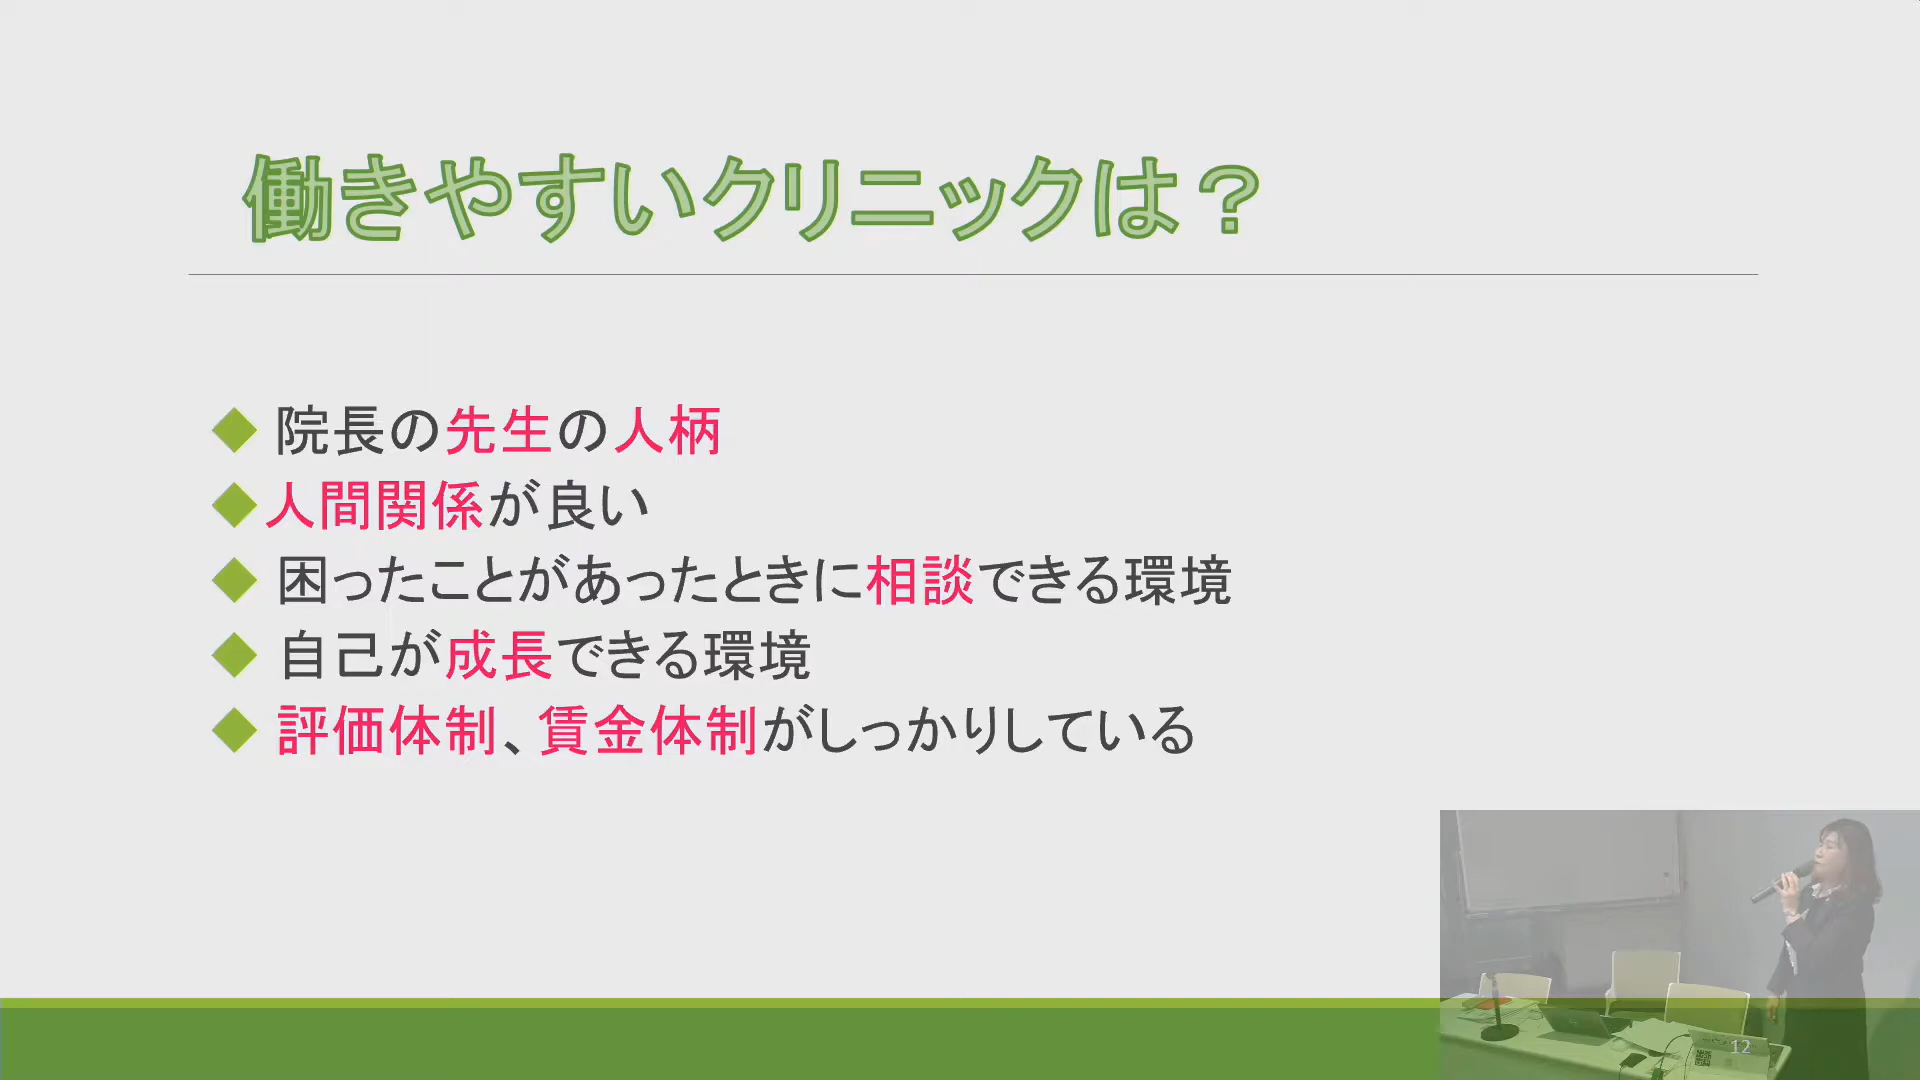 働きやすいクリニックは？
◆ 院長の先生の人柄
◆人間関係が良い
◆ 困ったことがあったときに相談できる環境
◆ 自己が成長できる環境
◆ 評価体制、賃金体制がしっかりしている
12